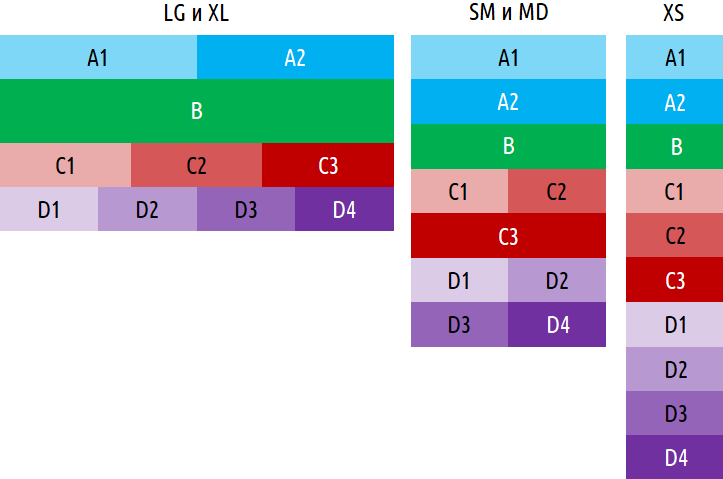 LG и XL
A1 A2
B
C1 C2 C3
D1 D2 D3 D4
SM и MD
A1
A2
B
C1 C2
C3
D1 D2
D3 D4
XS
A1
A2
B
C1
C2
C3
D1
D2
D3
D4